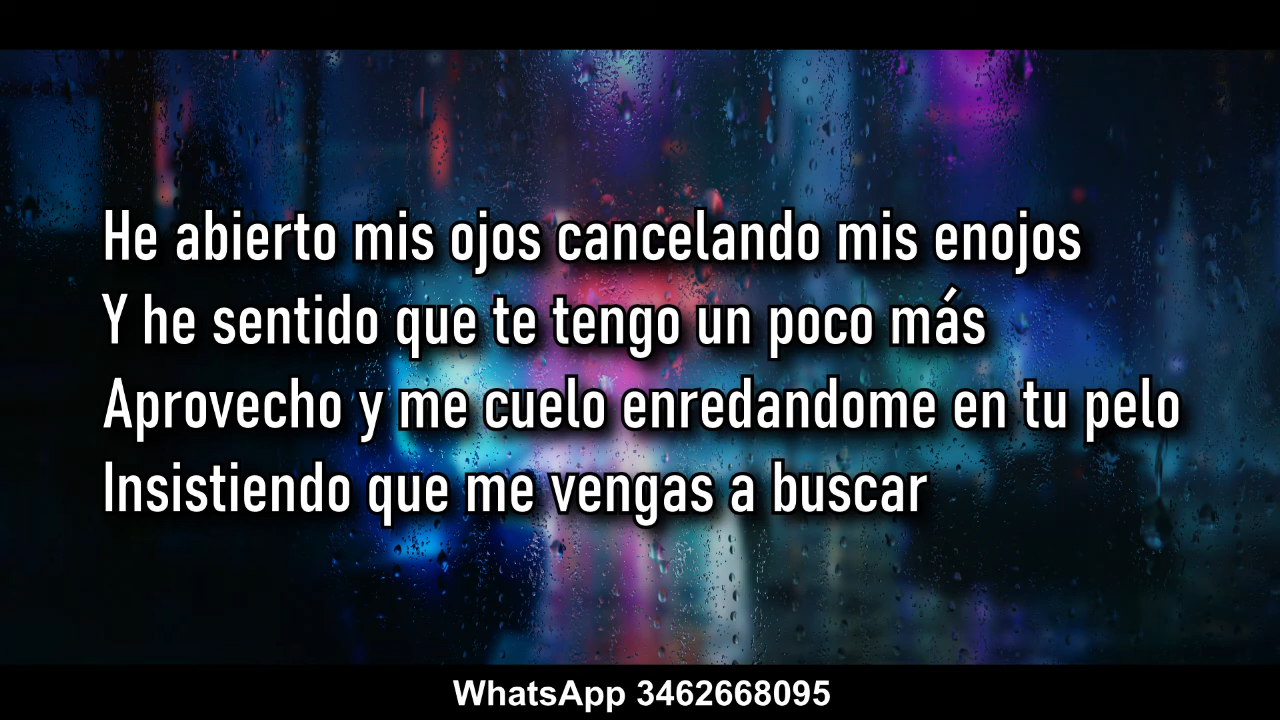 He abierto mis ojos cancelando mis enojos
Y he sentido que te tengo un poco más
Aprovecho y me cuelo enredandome en tu pelo
Insistiendo que me vengas a buscar
WhatsApp 3462668095